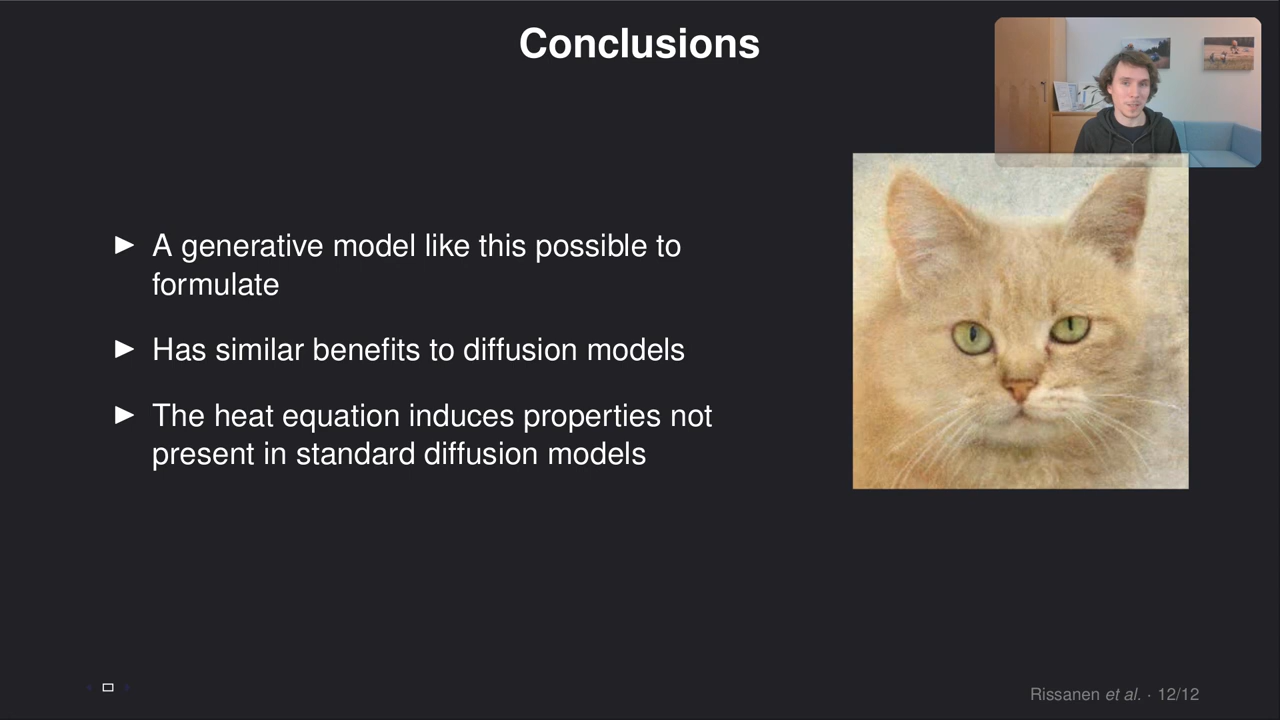 Conclusions
▶ A generative model like this possible to
formulate
▶ Has similar benefits to diffusion models
▶ The heat equation induces properties not
present in standard diffusion models
Rissanen et al. · 12/12